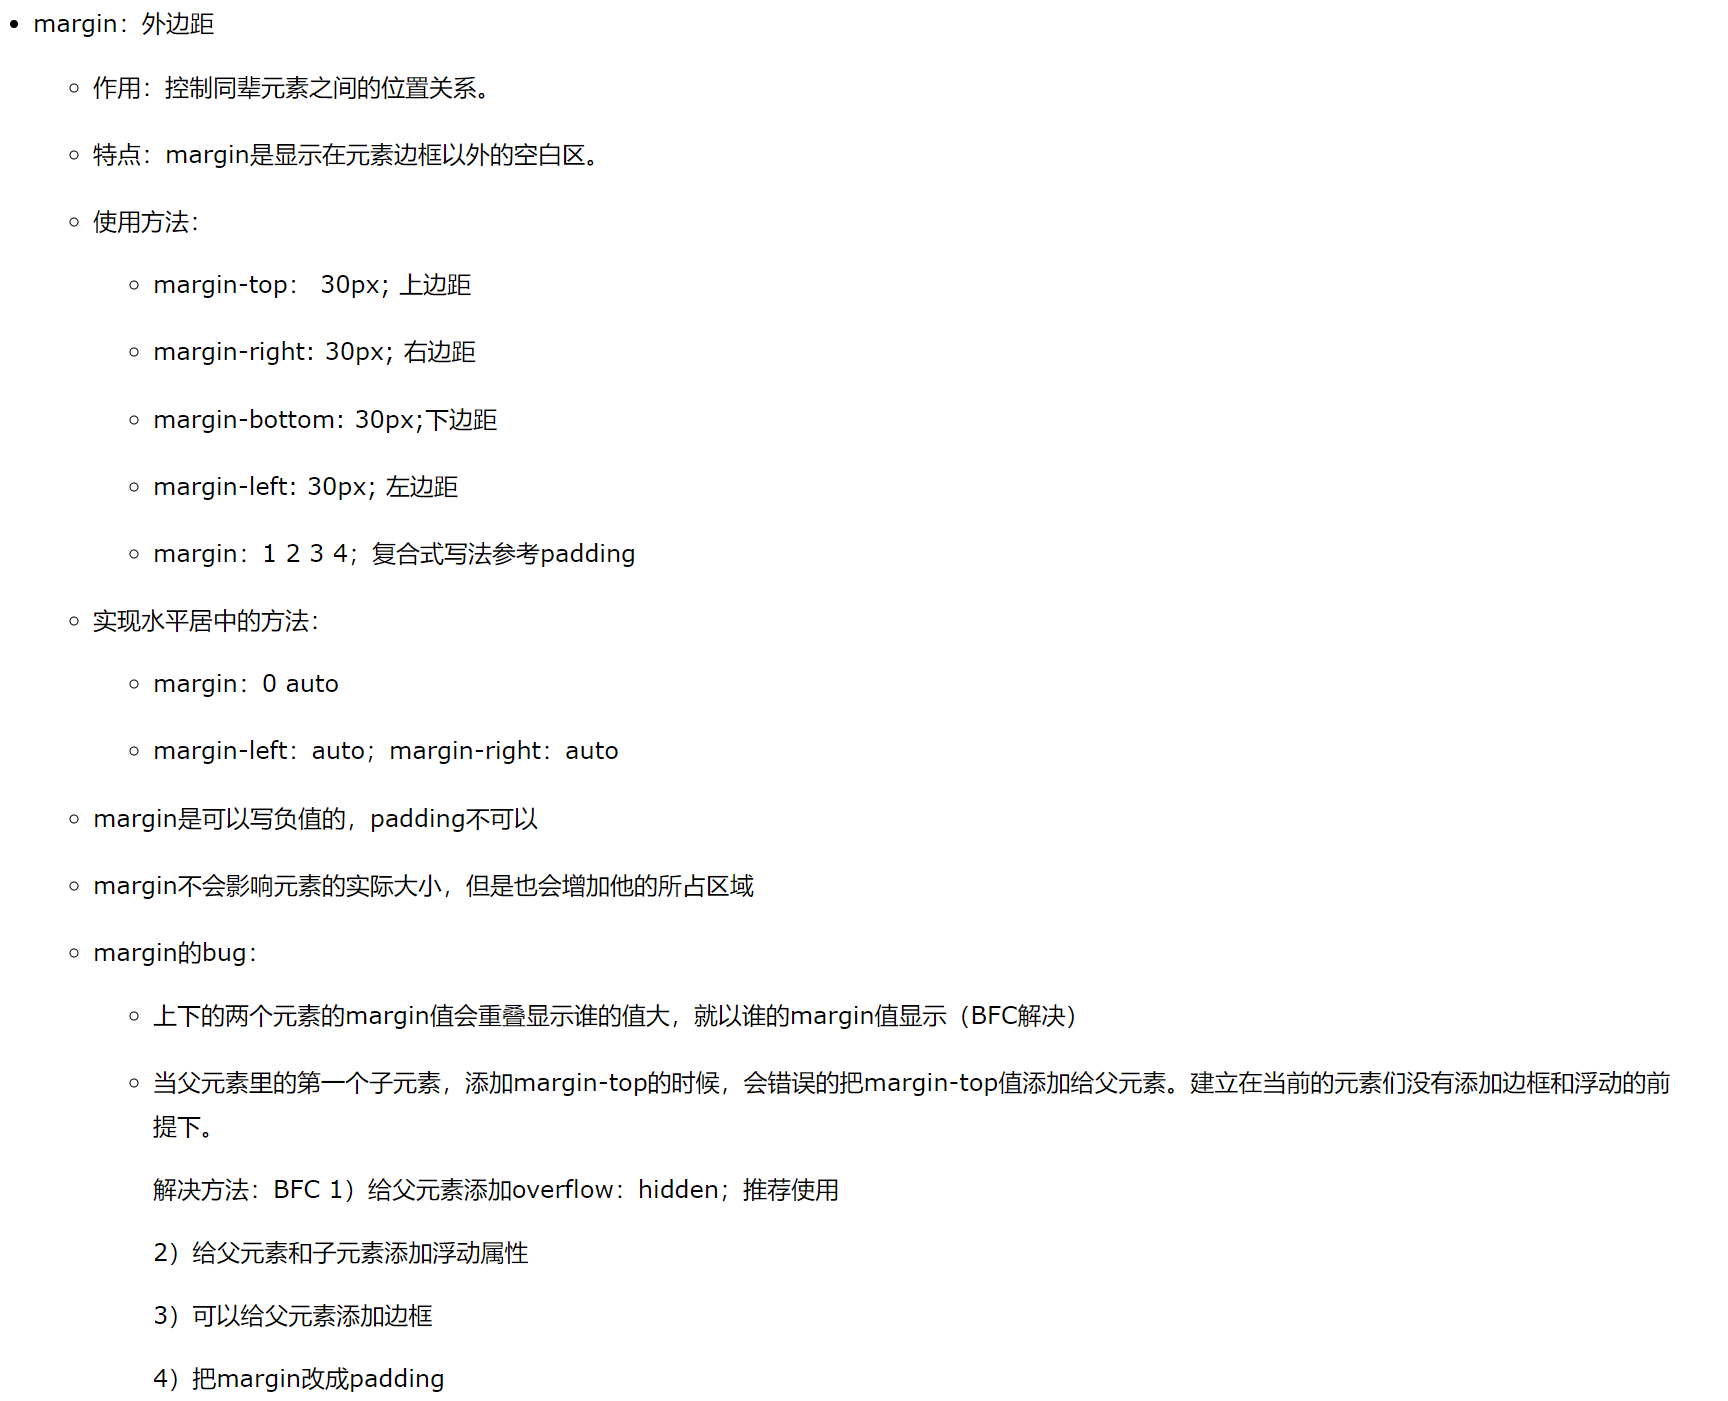 margin：外边距
作用：控制同辈元素之间的位置关系。
特点：margin是显示在元素边框以外的空白区。
使用方法：
margin-top： 30px; 上边距
margin-right: 30px; 右边距
margin-bottom: 30px;下边距
margin-left: 30px; 左边距
margin：1 2 3 4；复合式写法参考padding
实现水平居中的方法：
margin：0 auto
margin-left：auto；margin-right：auto
margin是可以写负值的，padding不可以
margin不会影响元素的实际大小，但是也会增加他的所占区域
margin的bug：
上下的两个元素的margin值会重叠显示谁的值大，就以谁的margin值显示（BFC解决）
当父元素里的第一个子元素，添加margin-top的时候，会错误的把margin-top值添加给父元素。建立在当前的元素们没有添加边框和浮动的前
提下。
解决方法：BFC 1）给父元素添加overflow：hidden；推荐使用
2）给父元素和子元素添加浮动属性
3）可以给父元素添加边框
4）把margin改成padding